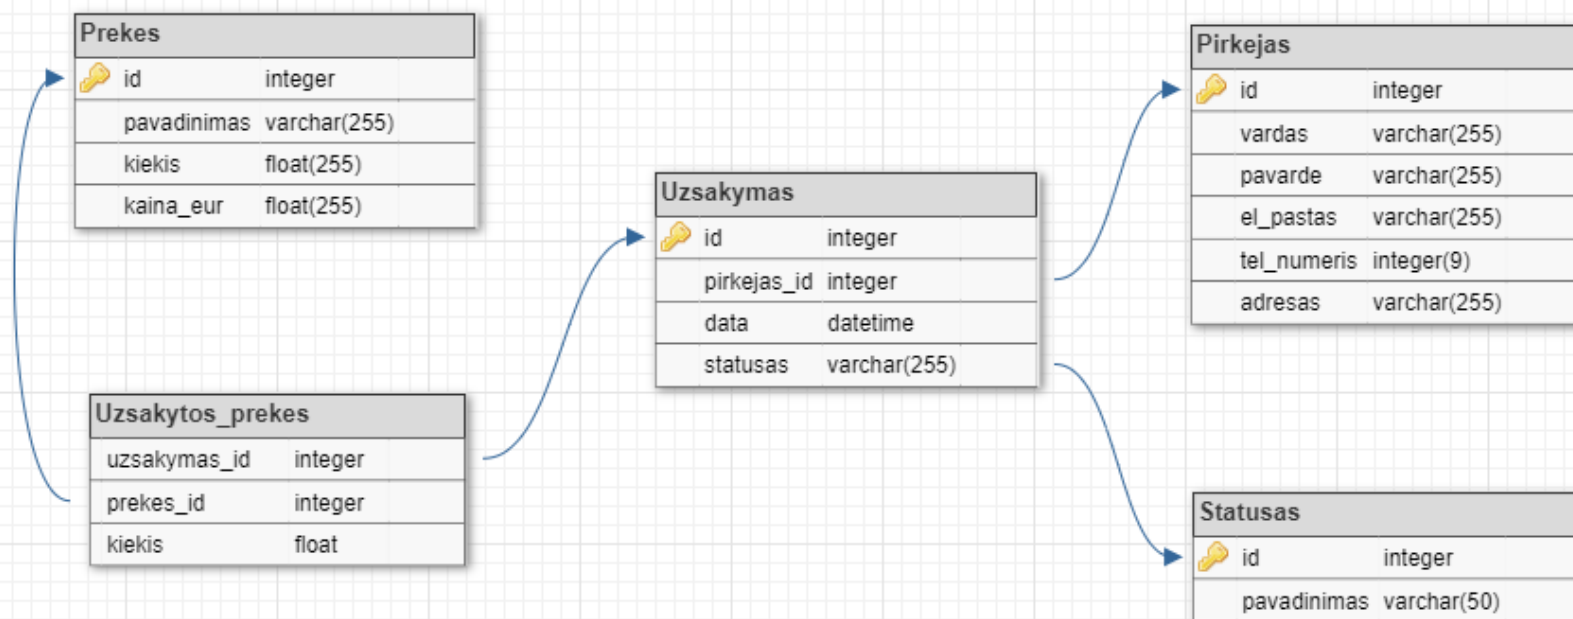 Prekes
id integer
pavadinimas varchar(255)
kiekis float(255)
kaina_eur float(255)
Uzsakytos_prekes
uzsakymas_id integer
prekes_id integer
kiekis float
Uzsakymas
id integer
pirkejas_id integer
data datetime
statusas varchar(255)
Pirkejas
id integer
vardas varchar(255)
pavarde varchar(255)
el_pastas varchar(255)
tel_numeris integer(9)
adresas varchar(255)
Statusas
id integer
pavadinimas varchar(50)